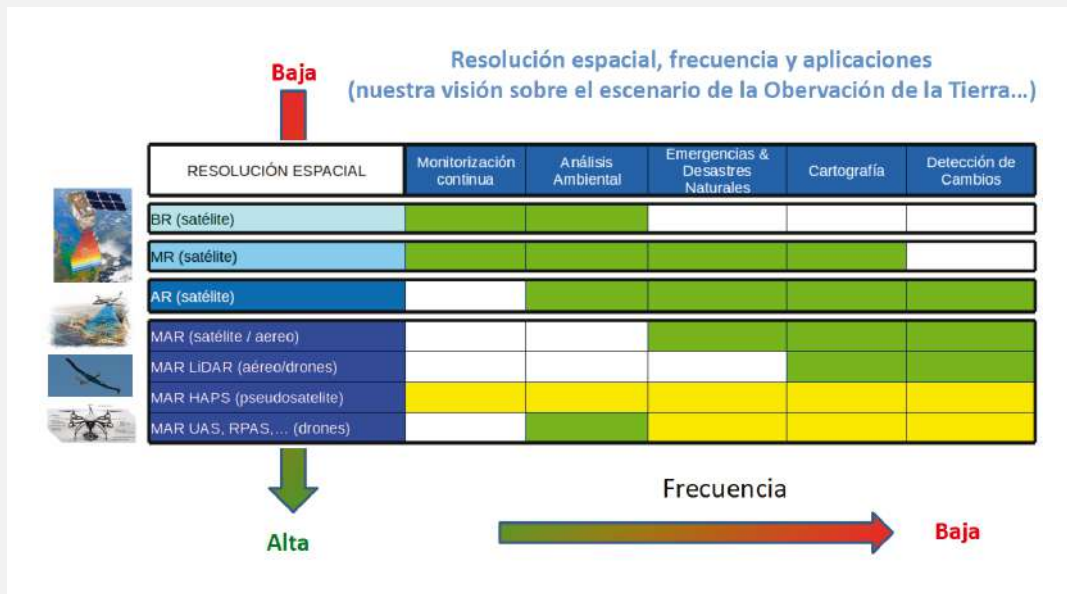 Resolución espacial, frecuencia y aplicaciones
(nuestra visión sobre el escenario de la Obervación de la Tierra...)
Baja
RESOLUCIÓN ESPACIAL
Monitorización
continua
Análisis
Ambiental
Emergencias &
Desastres
Naturales
Cartografía
Detección de
Cambios
BR (satélite)
MR (satélite)
AR (satélite)
MAR (satélite / aereo)
MAR LiDAR (aéreo/drones)
MAR HAPS (pseudosatelite)
MAR UAS, RPAS,... (drones)
Frecuencia
Alta
Baja